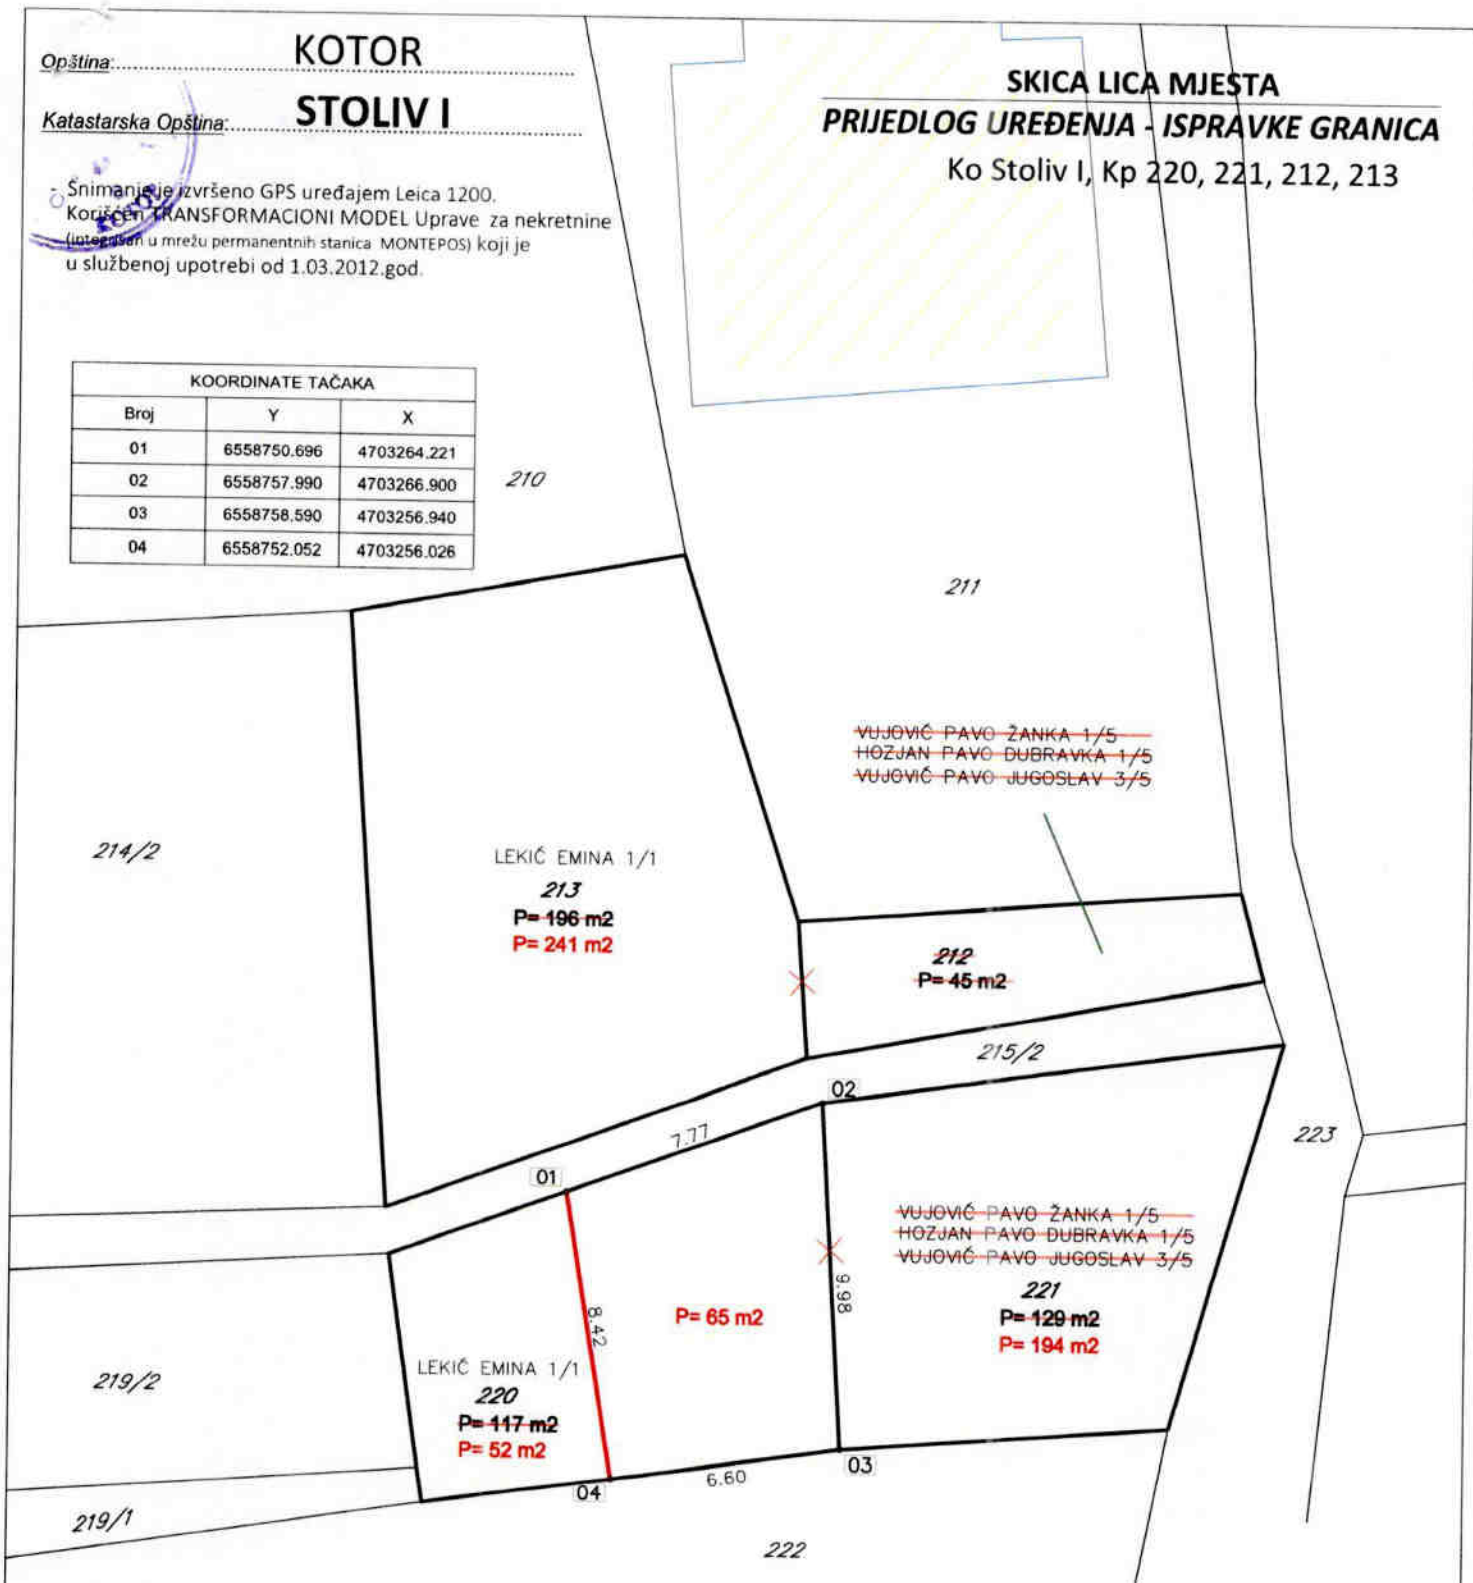 Opština: KOTOR
Katastarska Opština: STOLIV I
SKICA LICA MJESTA
PRIJEDLOG UREĐENJA - ISPRAVKE GRANICA
Ko Stoliv I, Kp 220, 221, 212, 213
- Snimanje je izvršeno GPS uređajem Leica 1200.
Korišćen TRANSFORMACIONI MODEL Uprave za nekretnine
(integrisan u mrežu permanentnih stanica MONTEPOS) koji je
u službenoj upotrebi od 1.03.2012.god.
KOTOR
KOORDINATE TAČAKA
Broj Y X
01 6558750.696 4703264.221
02 6558757.990 4703266.900
03 6558758.590 4703256.940
04 6558752.052 4703256.026
210
211
VUJOVIĆ PAVO ŽANKA 1/5
HOZJAN PAVO DUBRAVKA 1/5
VUJOVIĆ PAVO JUGOSLAV 3/5
214/2
LEKIĆ EMINA 1/1
213
P= 196 m2
P= 241 m2
212
P= 45 m2
215/2
02
7.77
01
223
VUJOVIĆ PAVO ŽANKA 1/5
HOZJAN PAVO DUBRAVKA 1/5
VUJOVIĆ PAVO JUGOSLAV 3/5
221
P= 129 m2
P= 194 m2
9.98
8.42
P= 65 m2
219/2
LEKIĆ EMINA 1/1
220
P= 117 m2
P= 52 m2
03
6.60
04
219/1
222